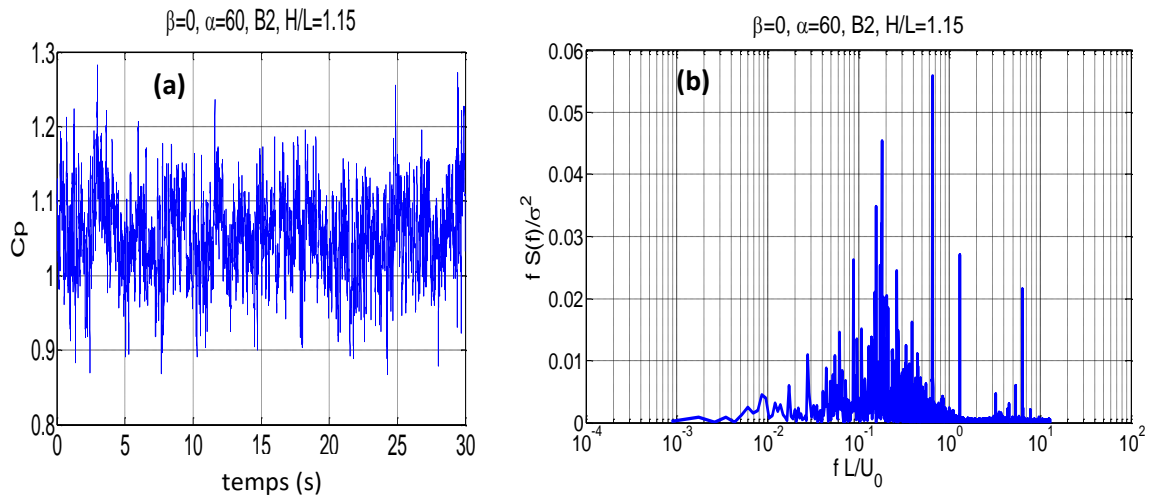 β=0, α=60, B2, H/L=1.15
(a)
Cp
1.3
1.2
1.1
1
0.9
0.8
0 5 10 15 20 25 30
temps (s)
β=0, α=60, B2, H/L=1.15
(b)
f S(f)/σ²
0.06
0.05
0.04
0.03
0.02
0.01
0
10⁻⁴ 10⁻³ 10⁻² 10⁻¹ 10⁰ 10¹ 10²
f L/U₀